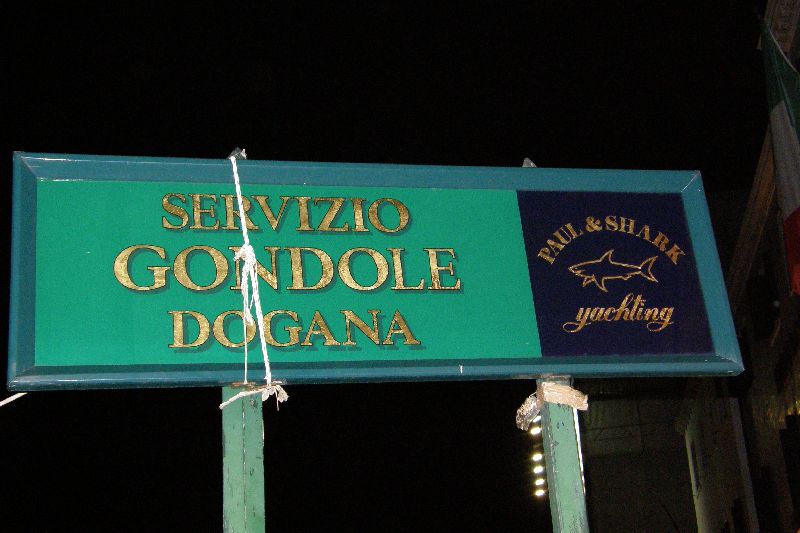 SERVIZIO
GONDOLE
DOGANA
PAUL & SHARK
yachting